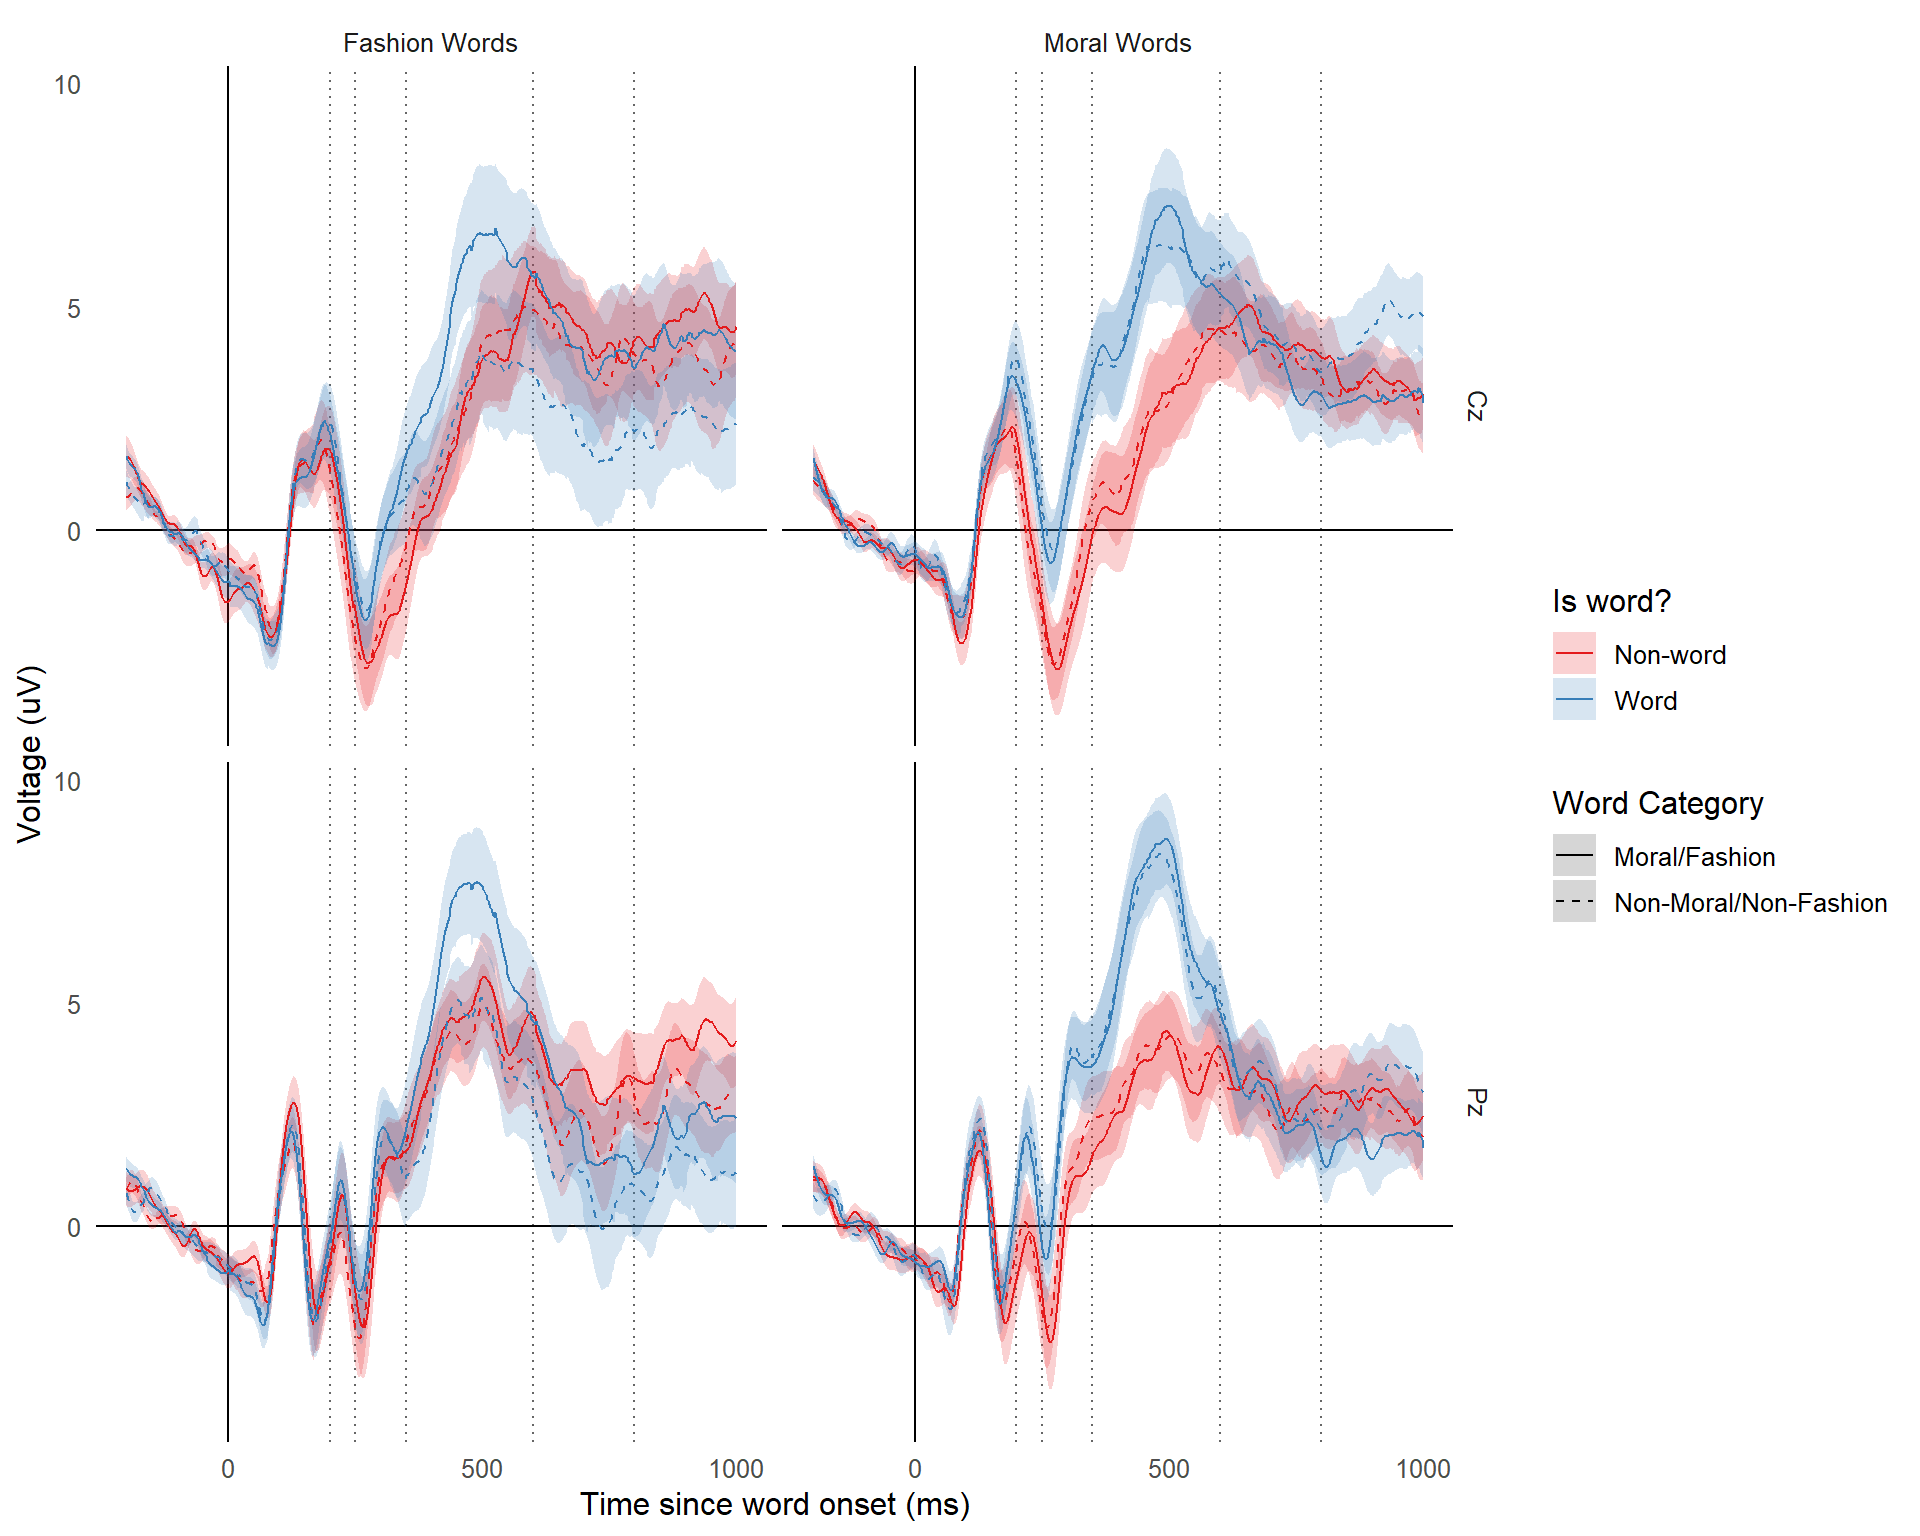 Fashion Words
Moral Words
10
5
0
Cz
Voltage (uV)
10
5
0
Pz
0
500
1000
0
500
1000
Time since word onset (ms)
Is word?
Non-word
Word
Word Category
Moral/Fashion
Non-Moral/Non-Fashion